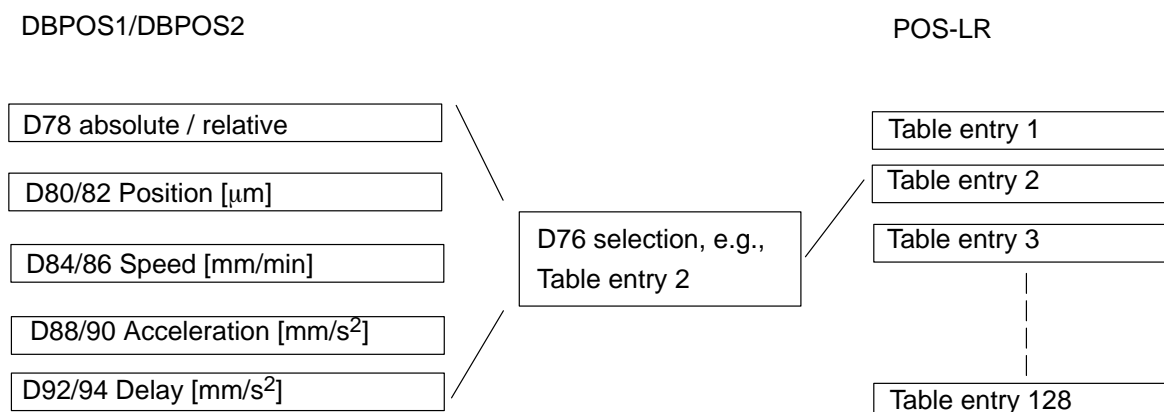 DBPOS1/DBPOS2
POS-LR
D78 absolute / relative
D80/82 Position [μm]
D84/86 Speed [mm/min]
D88/90 Acceleration [mm/s²]
D92/94 Delay [mm/s²]
D76 selection, e.g.,
Table entry 2
Table entry 1
Table entry 2
Table entry 3
Table entry 128